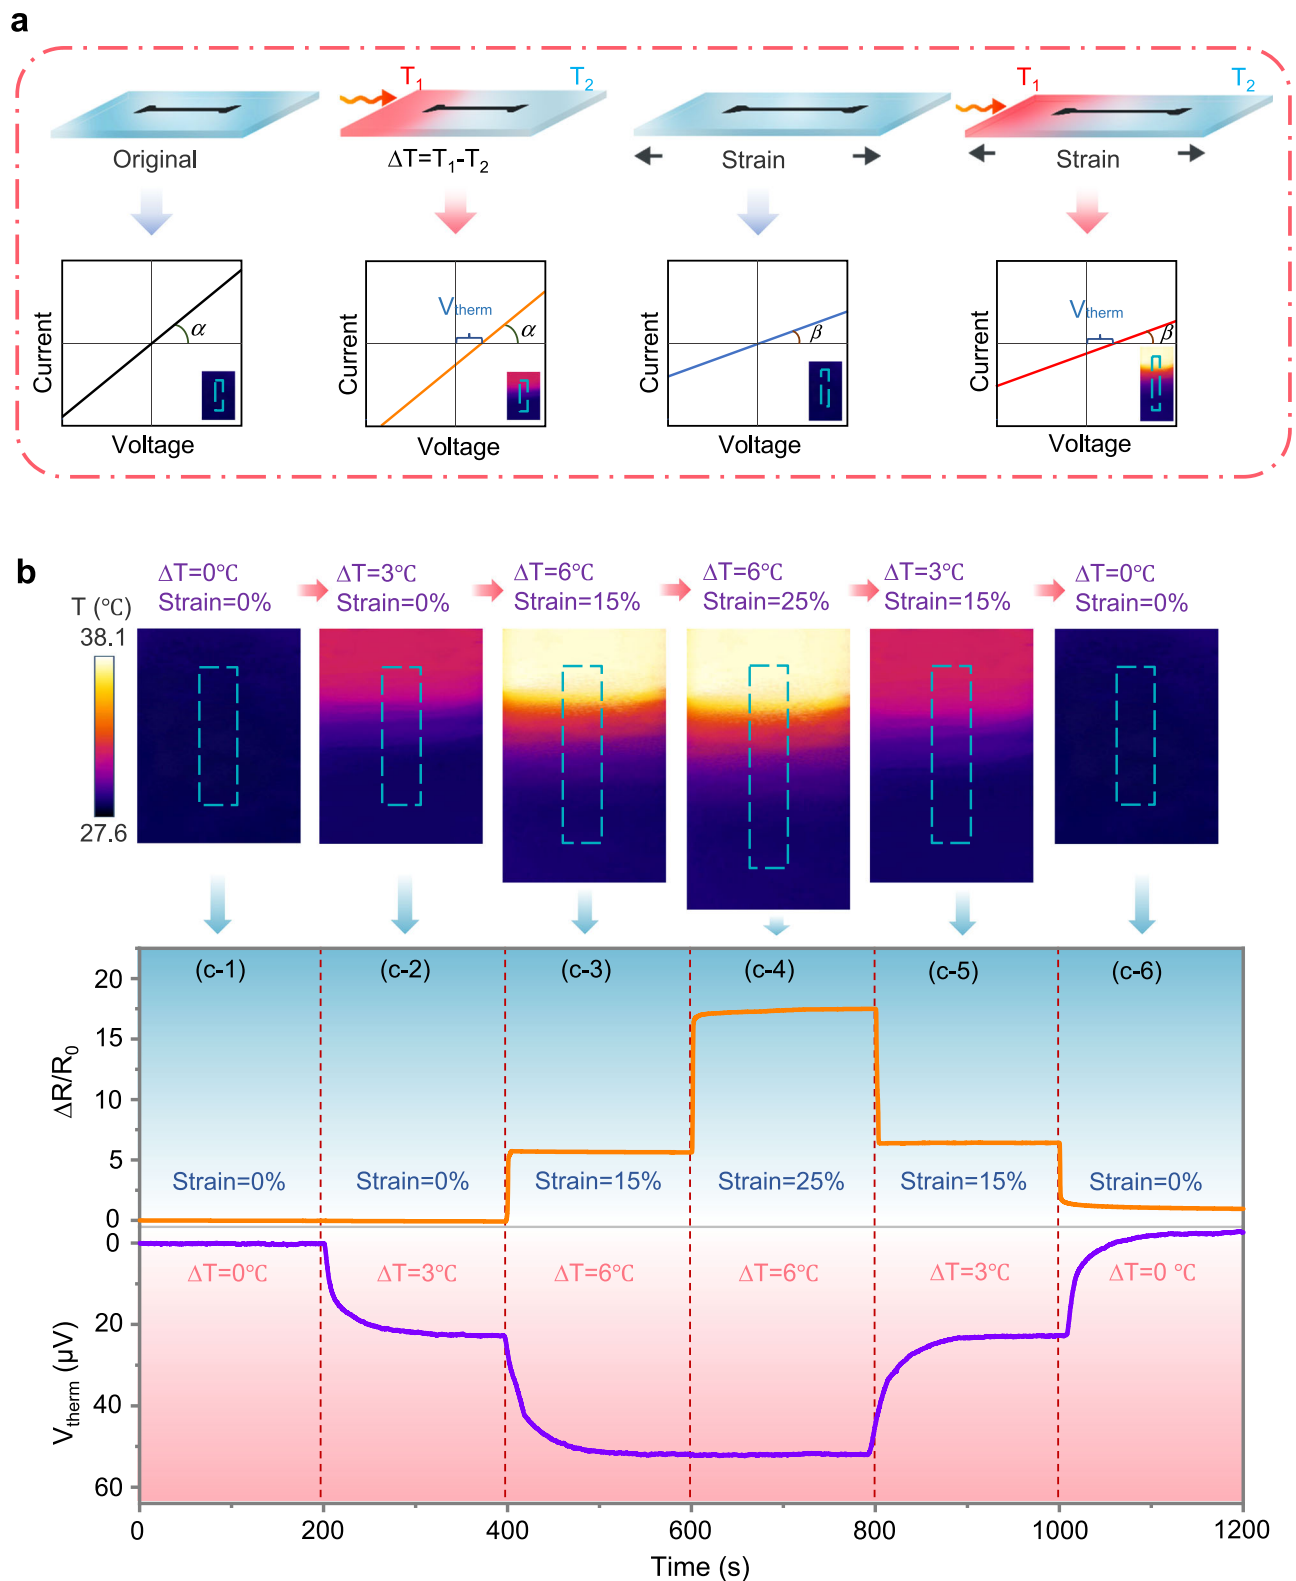 a
T1
T2
T1
T2
Original
ΔT=T1-T2
Strain
Strain
Current
α
Voltage
Current
Vtherm
α
Voltage
Current
β
Voltage
Current
Vtherm
β
Voltage
b
ΔT=0℃
Strain=0%
ΔT=3℃
Strain=0%
ΔT=6℃
Strain=15%
ΔT=6℃
Strain=25%
ΔT=3℃
Strain=15%
ΔT=0℃
Strain=0%
T (℃)
38.1
27.6
(c-1)
(c-2)
(c-3)
(c-4)
(c-5)
(c-6)
ΔR/R0
20
15
10
5
0
Strain=0%
Strain=0%
Strain=15%
Strain=25%
Strain=15%
Strain=0%
Vtherm (μV)
0
20
40
60
ΔT=0℃
ΔT=3℃
ΔT=6℃
ΔT=6℃
ΔT=3℃
ΔT=0 ℃
0
200
400
600
800
1000
1200
Time (s)